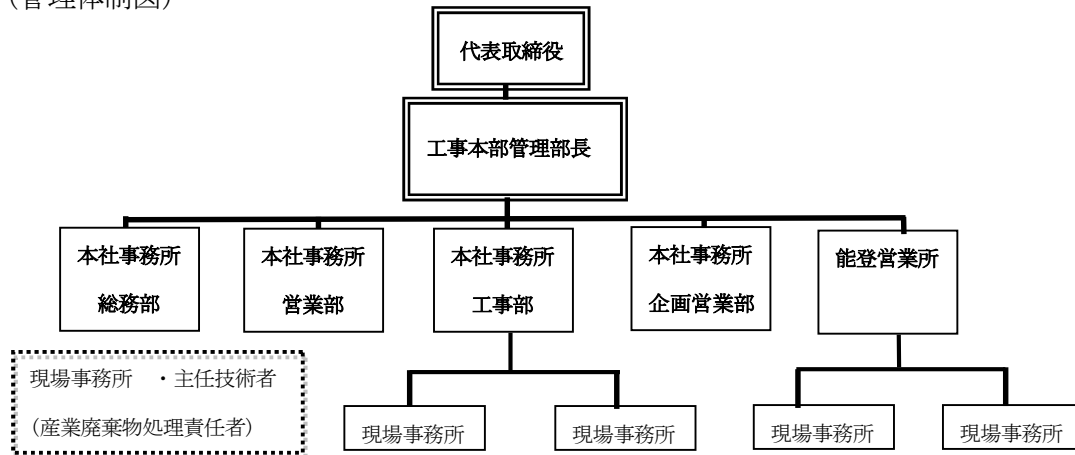 (管理体制図)
代表取締役
工事本部管理部長
本社事務所
総務部
本社事務所
営業部
本社事務所
工事部
本社事務所
企画営業部
能登営業所
現場事務所 ・主任技術者
(産業廃棄物処理責任者)
現場事務所
現場事務所
現場事務所
現場事務所